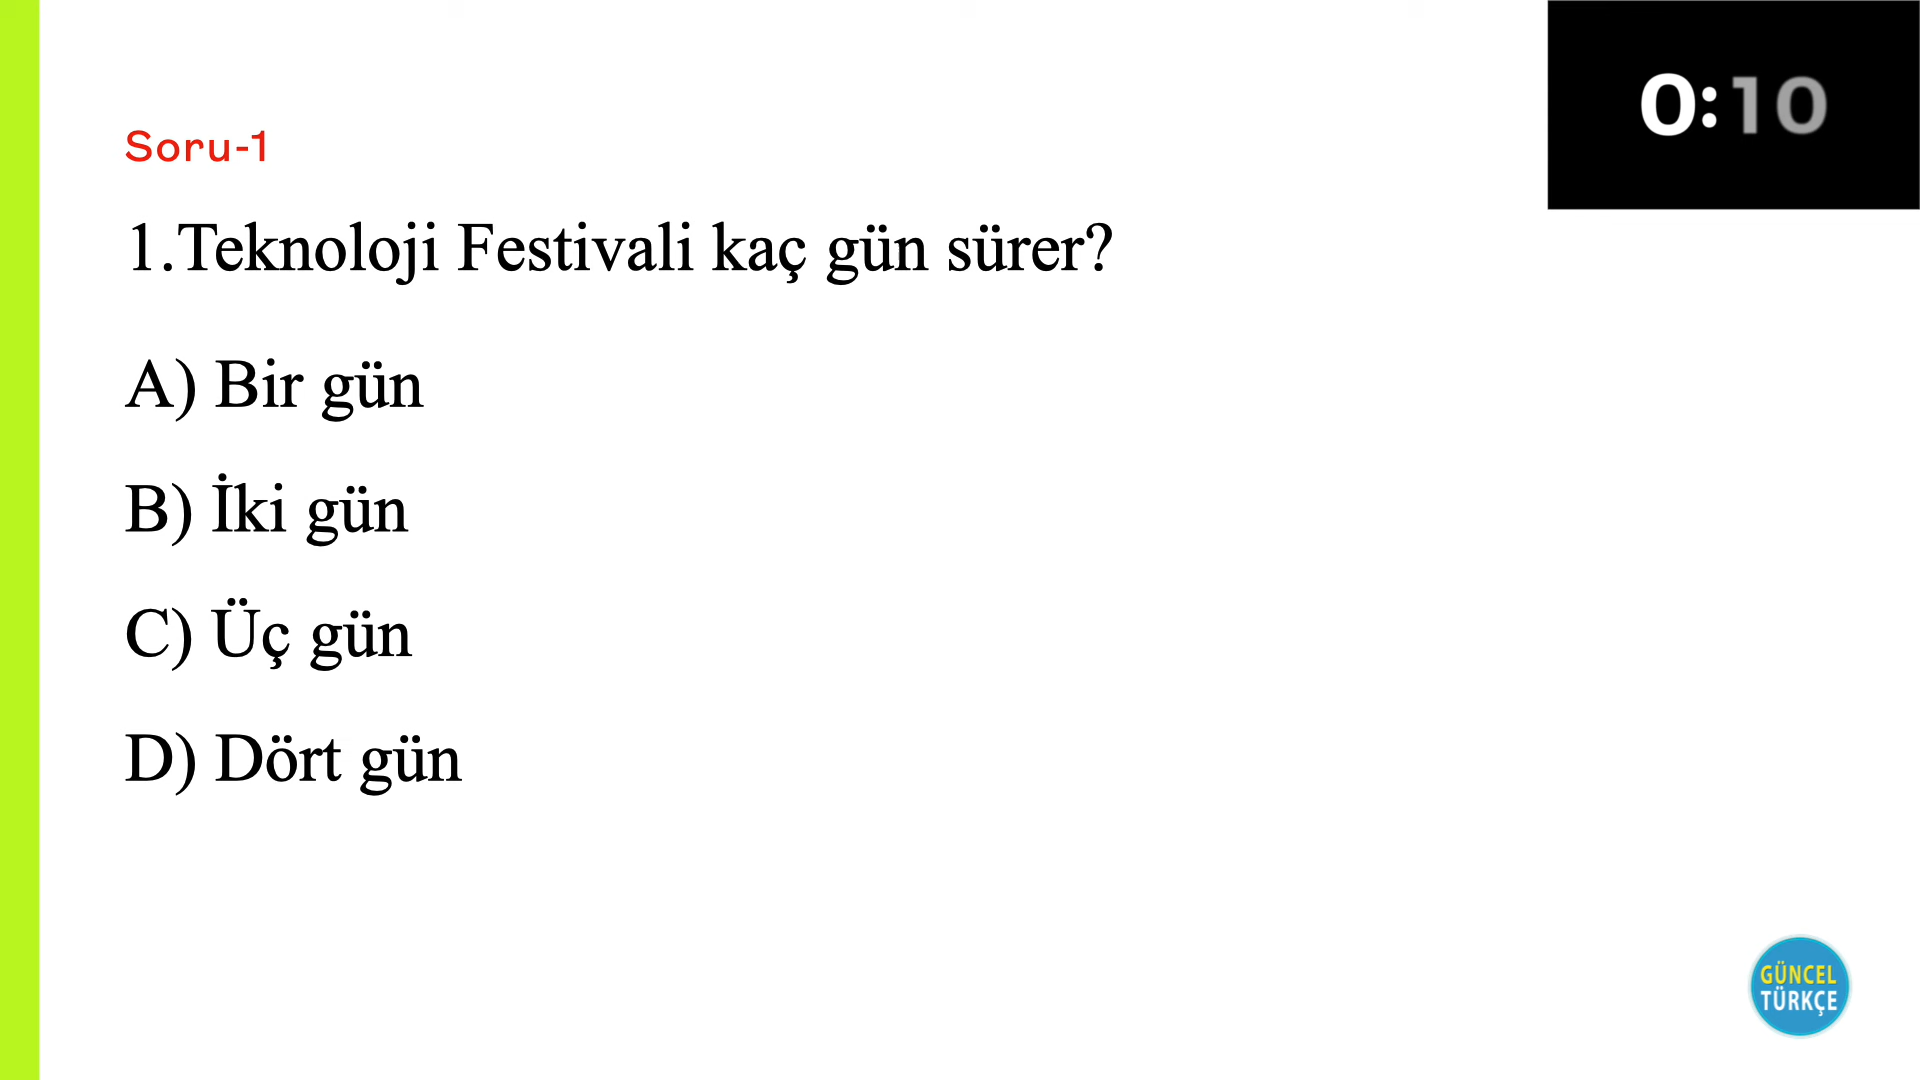 0:10
Soru-1
1.Teknoloji Festivali kaç gün sürer?
A) Bir gün
B) İki gün
C) Üç gün
D) Dört gün
GÜNCEL
TÜRKÇE